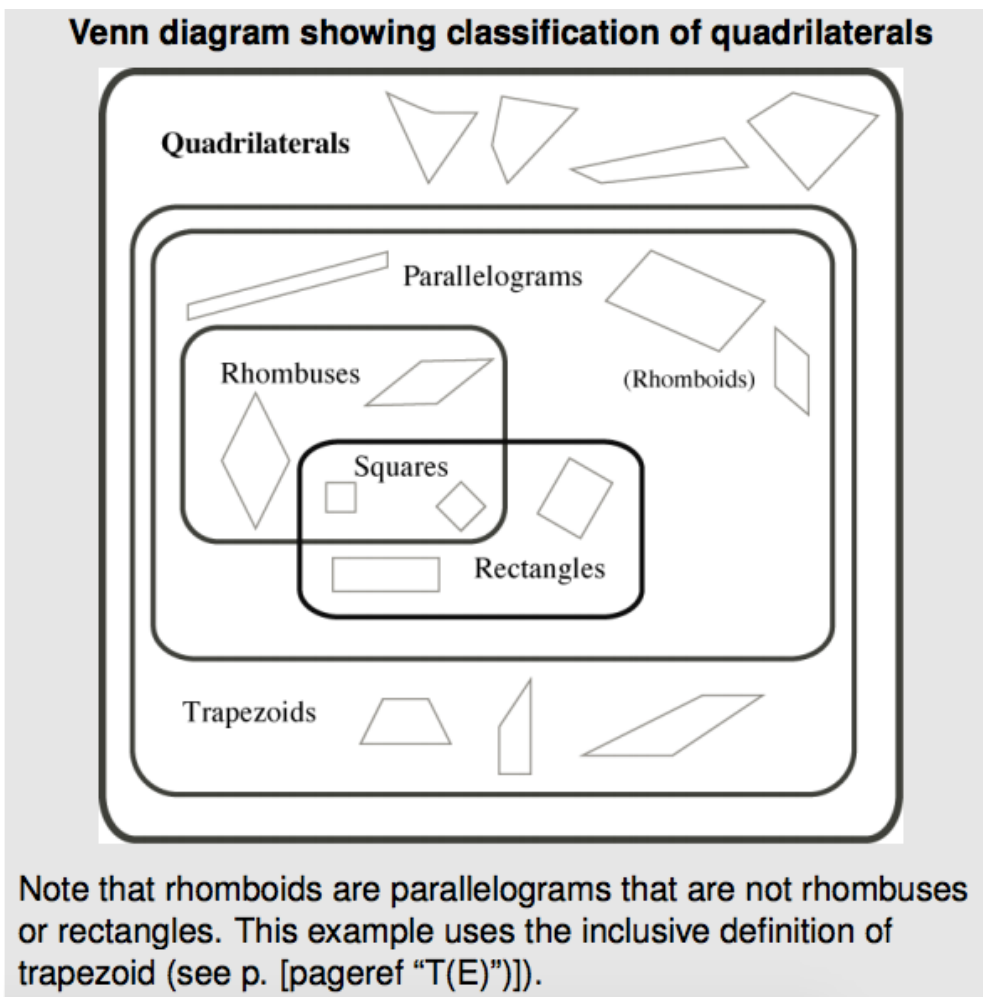 Venn diagram showing classification of quadrilaterals
Quadrilaterals
Parallelograms
Rhombuses
(Rhomboids)
Squares
Rectangles
Trapezoids
Note that rhomboids are parallelograms that are not rhombuses
or rectangles. This example uses the inclusive definition of
trapezoid (see p. [pageref “T(E)”)]).